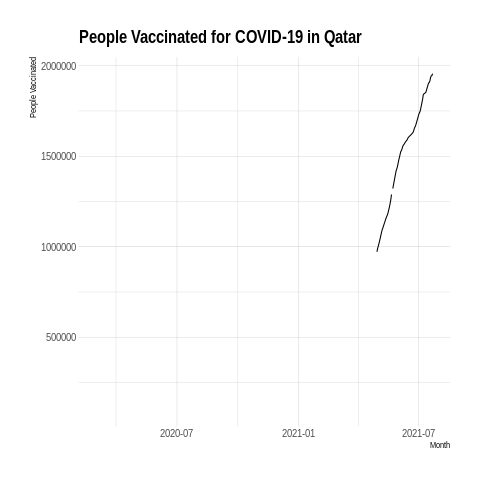 People Vaccinated for COVID-19 in Qatar
People Vaccinated
2000000
1500000
1000000
500000
2020-07
2021-01
2021-07
Month